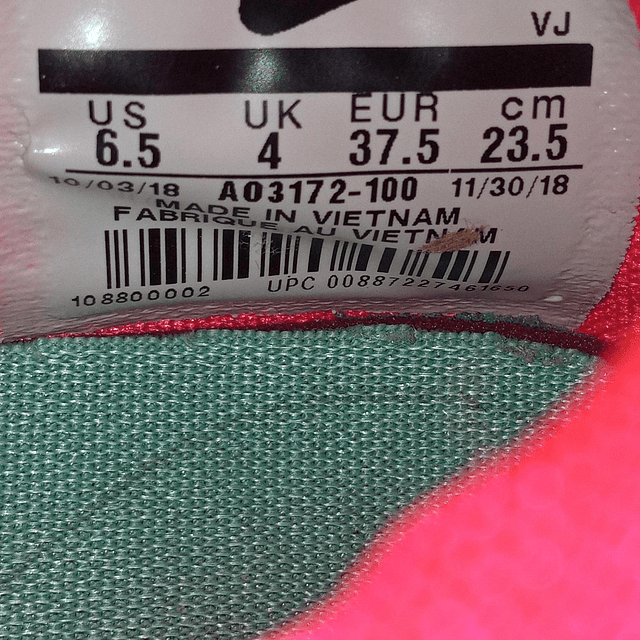 VJ
US UK EUR cm
6.5 4 37.5 23.5
10/03/18 AO3172-100 11/30/18
MADE IN VIETNAM
FABRIQUE AU VIETNAM
108800002 UPC 00887227461650